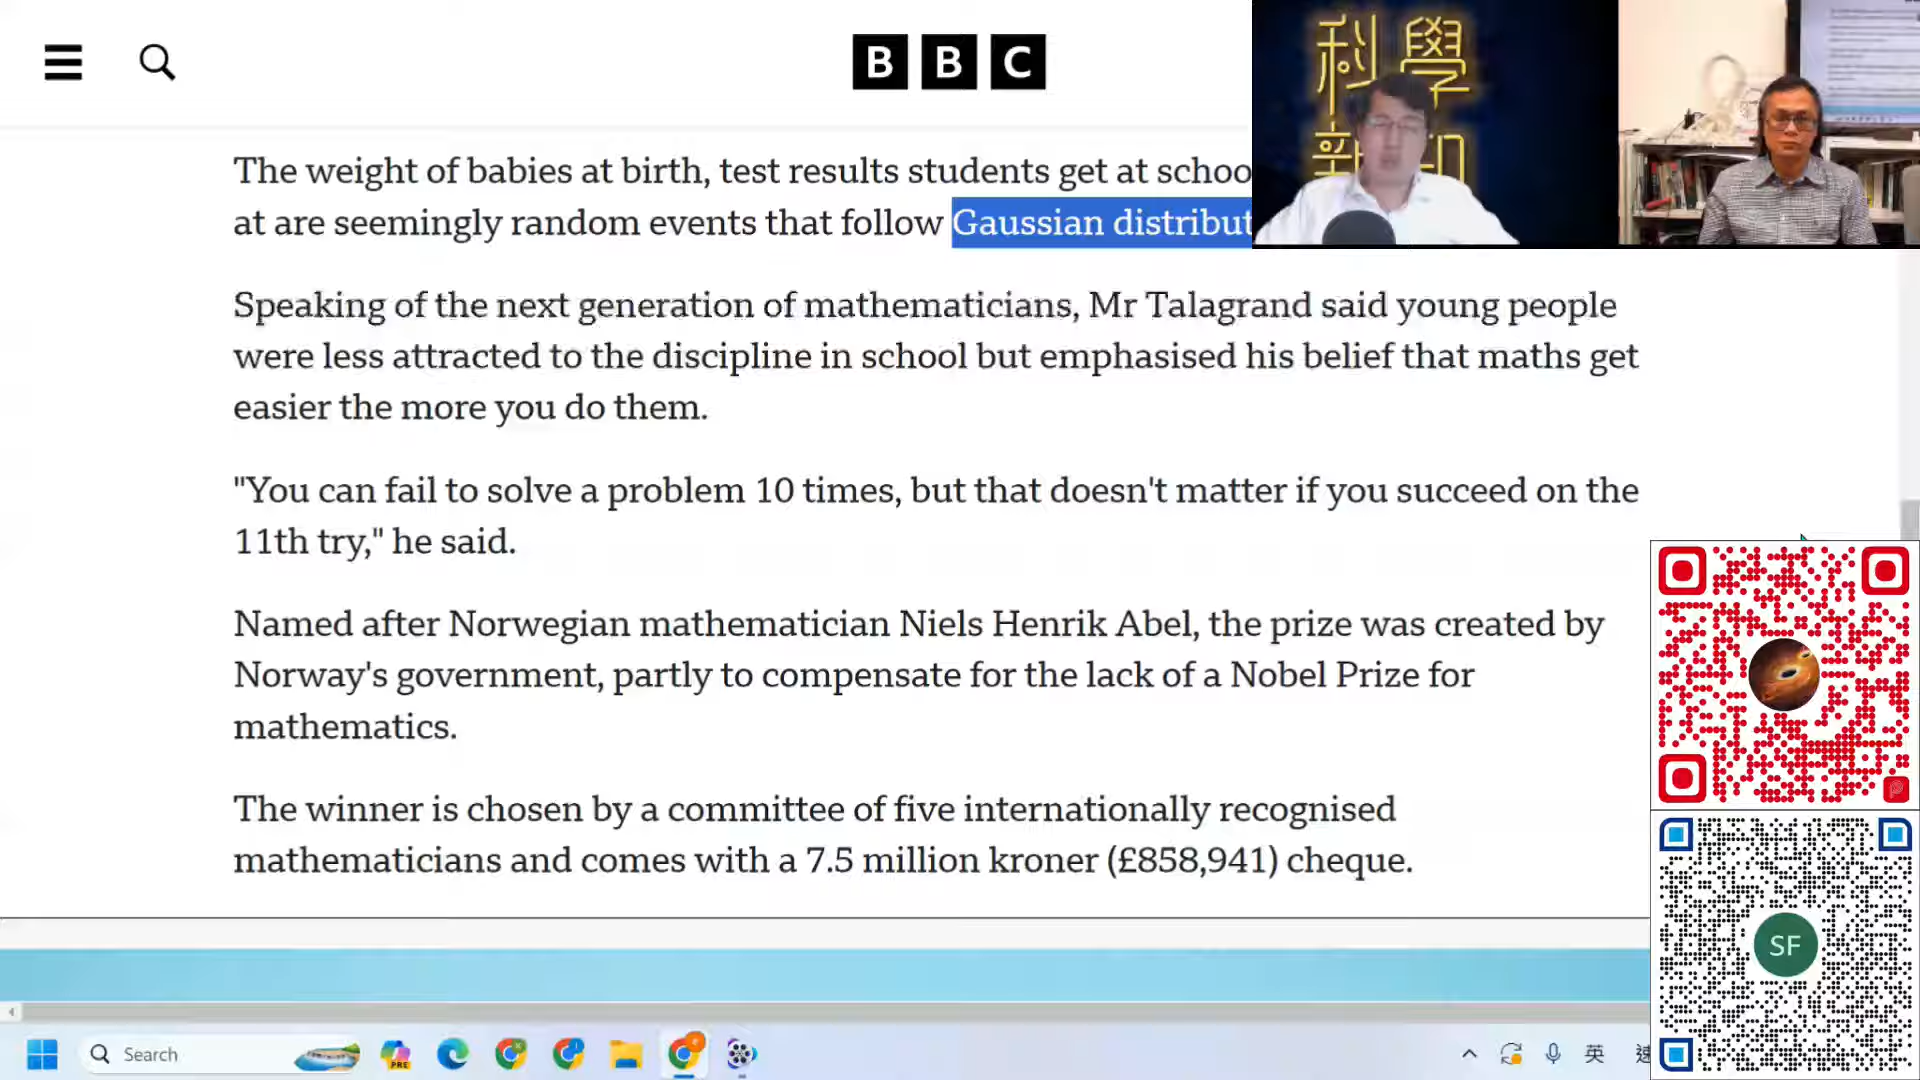 BBC
科學
新知
The weight of babies at birth, test results students get at schoo
at are seemingly random events that follow Gaussian distribut
Speaking of the next generation of mathematicians, Mr Talagrand said young people
were less attracted to the discipline in school but emphasised his belief that maths get
easier the more you do them.
"You can fail to solve a problem 10 times, but that doesn't matter if you succeed on the
11th try," he said.
Named after Norwegian mathematician Niels Henrik Abel, the prize was created by
Norway's government, partly to compensate for the lack of a Nobel Prize for
mathematics.
The winner is chosen by a committee of five internationally recognised
mathematicians and comes with a 7.5 million kroner (£858,941) cheque.
SF
Search
PRE
英
速